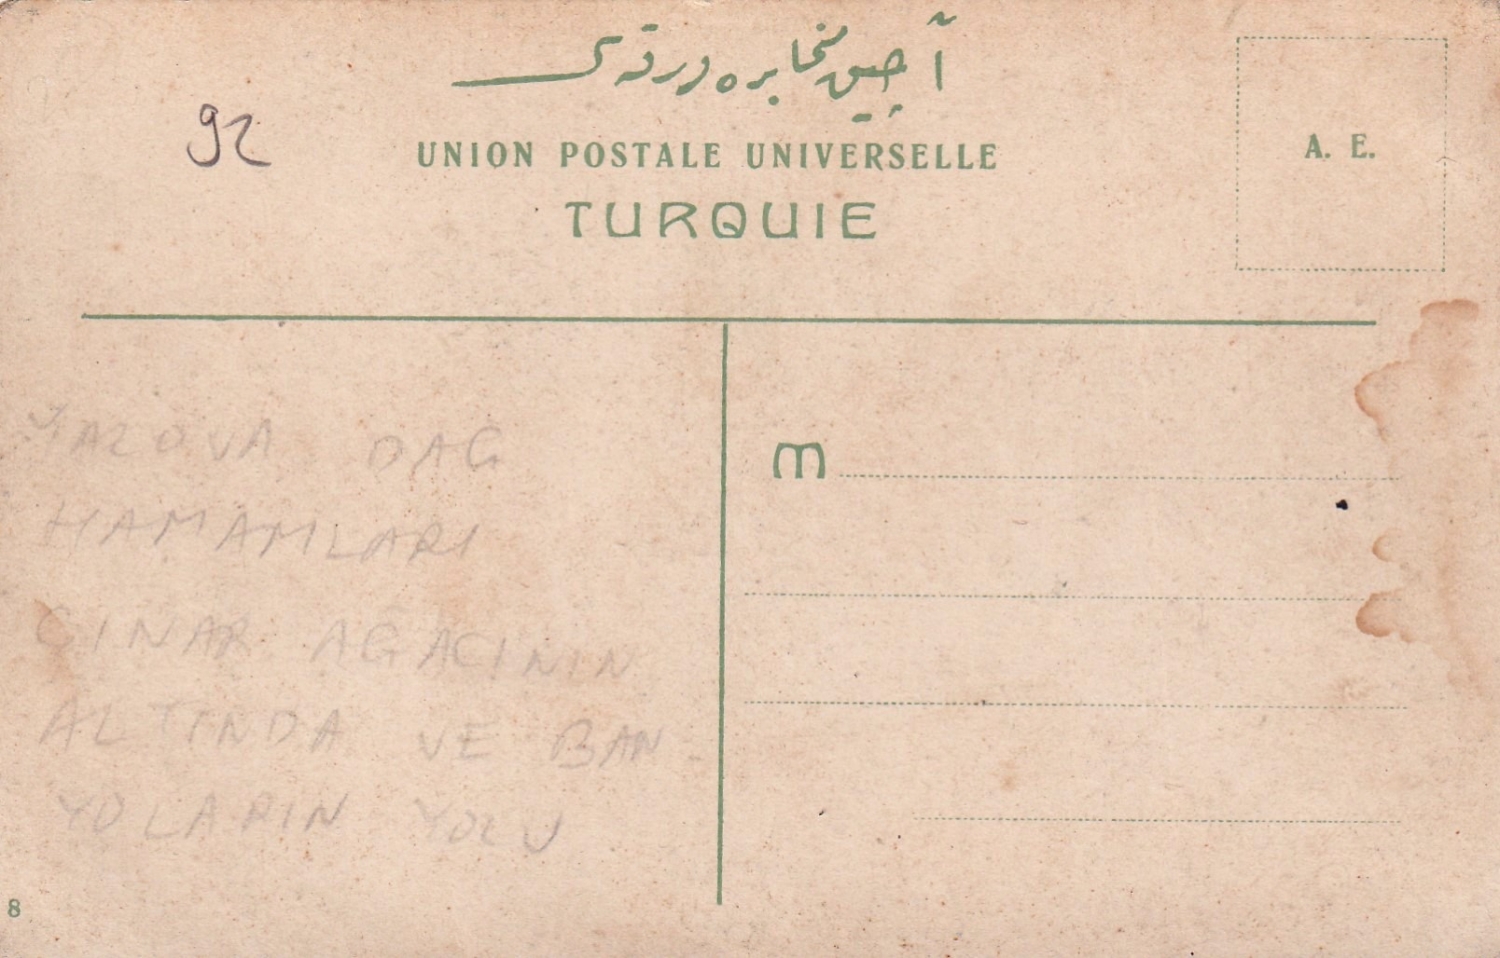 آچیق مخابره ورقه‌سی
92
UNION POSTALE UNIVERSELLE
TURQUIE
A. E.
YALOVA DAG
HAMAMLARI
CINAR AGACININ
ALTINDA VE BAN
YOLARIN YOLU
M
8